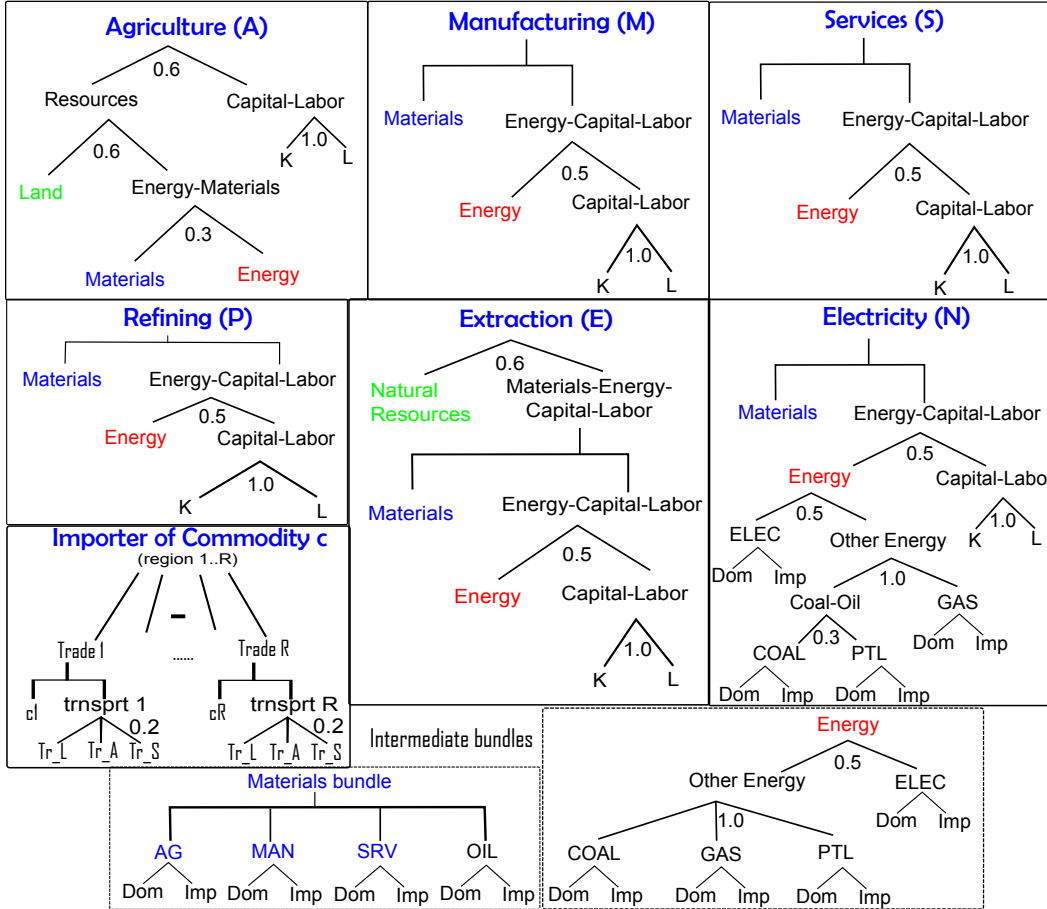 Agriculture (A)
0.6
Resources
Capital-Labor
1.0
K
L
0.6
Land
Energy-Materials
0.3
Materials
Energy
Manufacturing (M)
Materials
Energy-Capital-Labor
0.5
Energy
Capital-Labor
1.0
K
L
Services (S)
Materials
Energy-Capital-Labor
0.5
Energy
Capital-Labor
1.0
K
L
Refining (P)
Materials
Energy-Capital-Labor
0.5
Energy
Capital-Labor
1.0
K
L
Extraction (E)
0.6
Natural
Resources
Materials-Energy-
Capital-Labor
Materials
Energy-Capital-Labor
0.5
Energy
Capital-Labor
1.0
K
L
Electricity (N)
Materials
Energy-Capital-Labor
0.5
Energy
Capital-Labo
1.0
K
L
0.5
ELEC
Dom
Imp
Other Energy
1.0
Coal-Oil
GAS
Dom
Imp
0.3
COAL
PTL
Dom
Imp
Dom
Imp
Importer of Commodity c
(region 1..R)
Trade 1
......
Trade R
c1
trnsprt 1
cR
trnsprt R
0.2
0.2
Tr_L
Tr_A
Tr_S
Tr_L
Tr_A
Tr_S
Intermediate bundles
Materials bundle
AG
MAN
SRV
OIL
Dom
Imp
Dom
Imp
Dom
Imp
Dom
Imp
Energy
0.5
Other Energy
ELEC
Dom
Imp
1.0
COAL
GAS
PTL
Dom
Imp
Dom
Imp
Dom
Imp